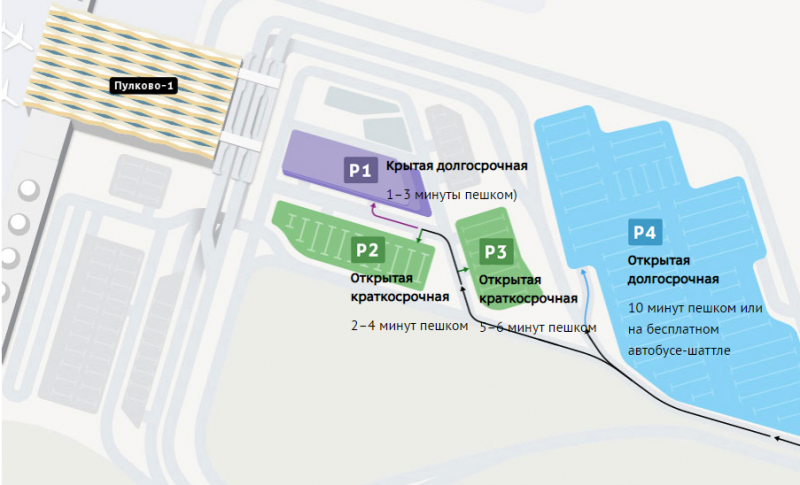 Пулково-1
P1
Крытая долгосрочная
1–3 минуты пешком)
P2
Открытая
краткосрочная
2–4 минут пешком
P3
Открытая
краткосрочная
5–6 минут пешком
P4
Открытая
долгосрочная
10 минут пешком или
на бесплатном
автобусе-шаттле